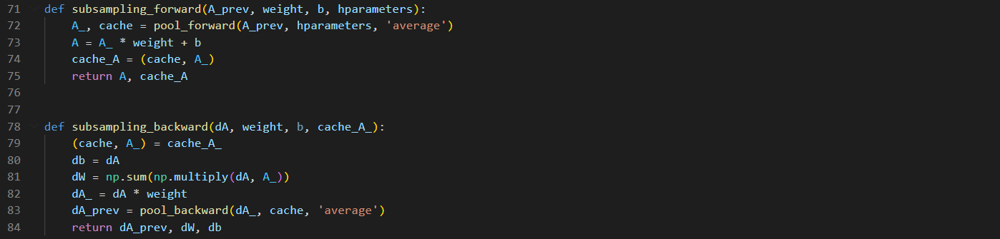 71 def subsampling_forward(A_prev, weight, b, hparameters):
72     A_, cache = pool_forward(A_prev, hparameters, 'average')
73     A = A_ * weight + b
74     cache_A = (cache, A_)
75     return A, cache_A
76
77
78 def subsampling_backward(dA, weight, b, cache_A_):
79     (cache, A_) = cache_A_
80     db = dA
81     dW = np.sum(np.multiply(dA, A_))
82     dA_ = dA * weight
83     dA_prev = pool_backward(dA_, cache, 'average')
84     return dA_prev, dW, db